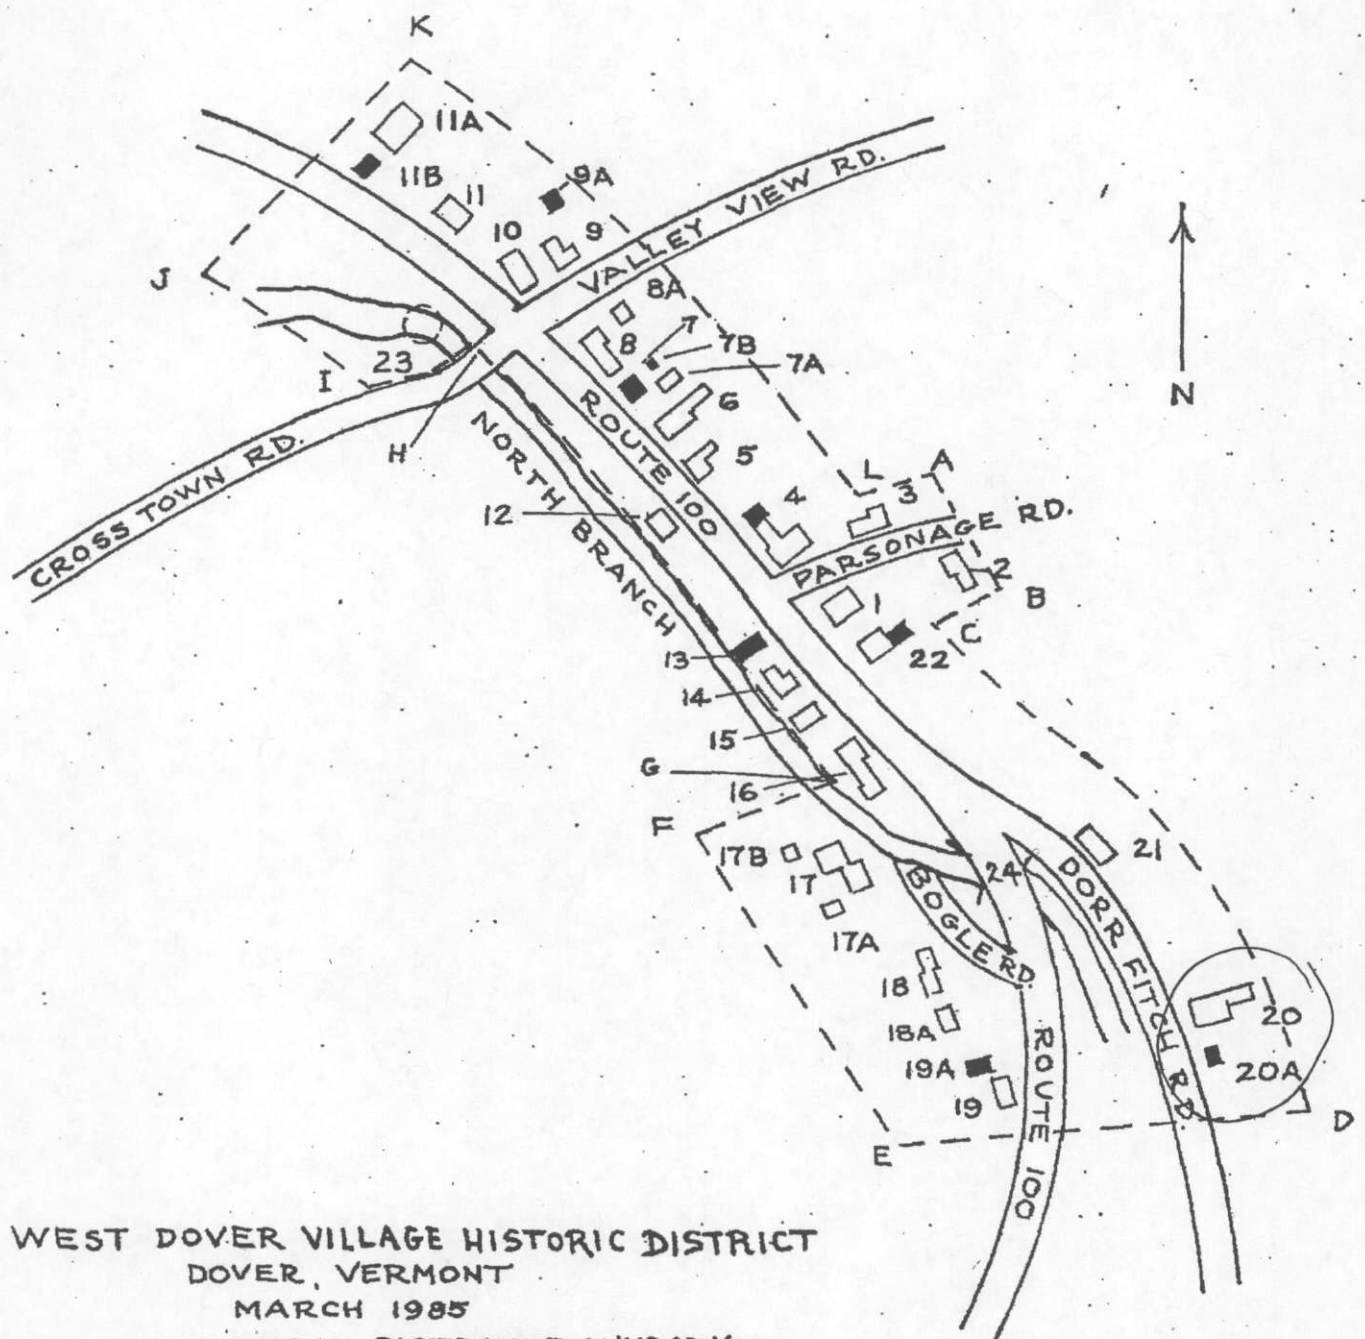 K
11A
11B
9A
11
10
9
VALLEY VIEW RD.
J
8A
7
7B
8
7A
23
I
6
N
ROUTE 100
5
H
L
A
CROSS TOWN RD.
NORTH BRANCH
4
3
12
PARSONAGE RD.
2
B
1
C
13
22
14
15
G
16
F
17B
21
17
24
DORR FITCH RD.
BOGLE RD.
17A
18
20
18A
19A
20A
19
ROUTE 100
D
E
WEST DOVER VILLAGE HISTORIC DISTRICT
DOVER, VERMONT
MARCH 1985